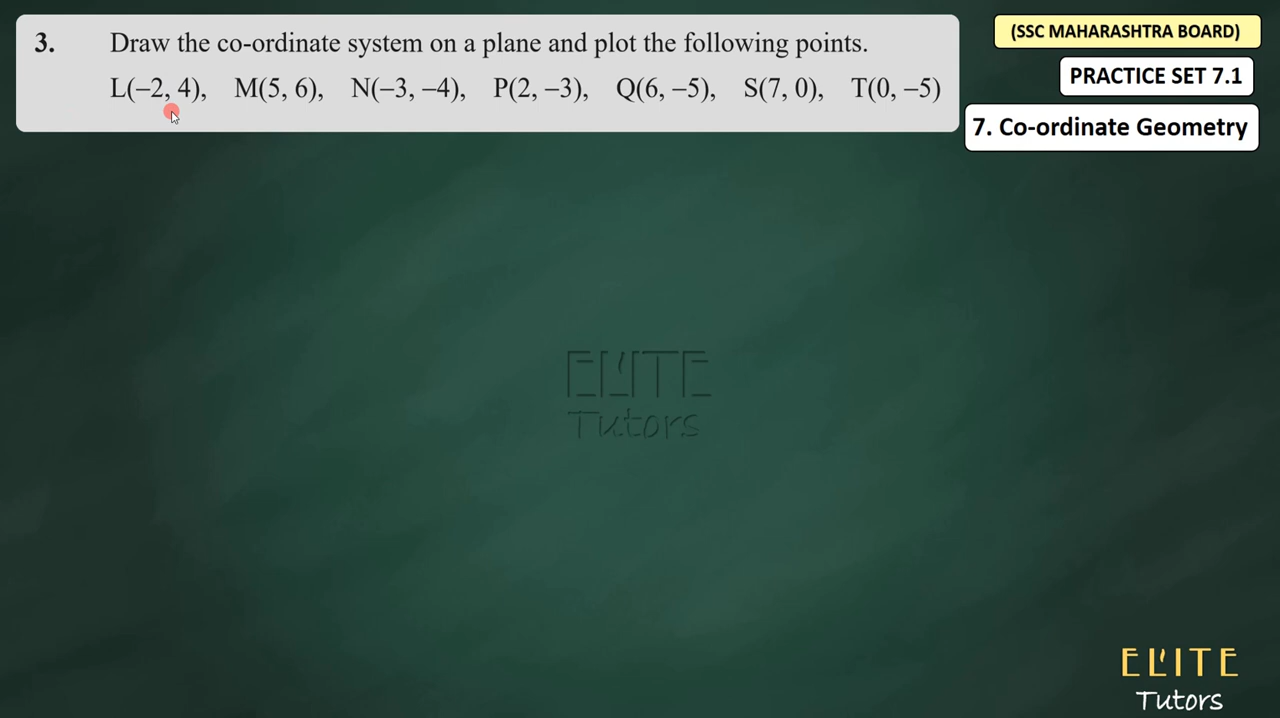 3. Draw the co-ordinate system on a plane and plot the following points.
L(–2, 4), M(5, 6), N(–3, –4), P(2, –3), Q(6, –5), S(7, 0), T(0, –5)
(SSC MAHARASHTRA BOARD)
PRACTICE SET 7.1
7. Co-ordinate Geometry
ELITE
Tutors
ELITE
Tutors